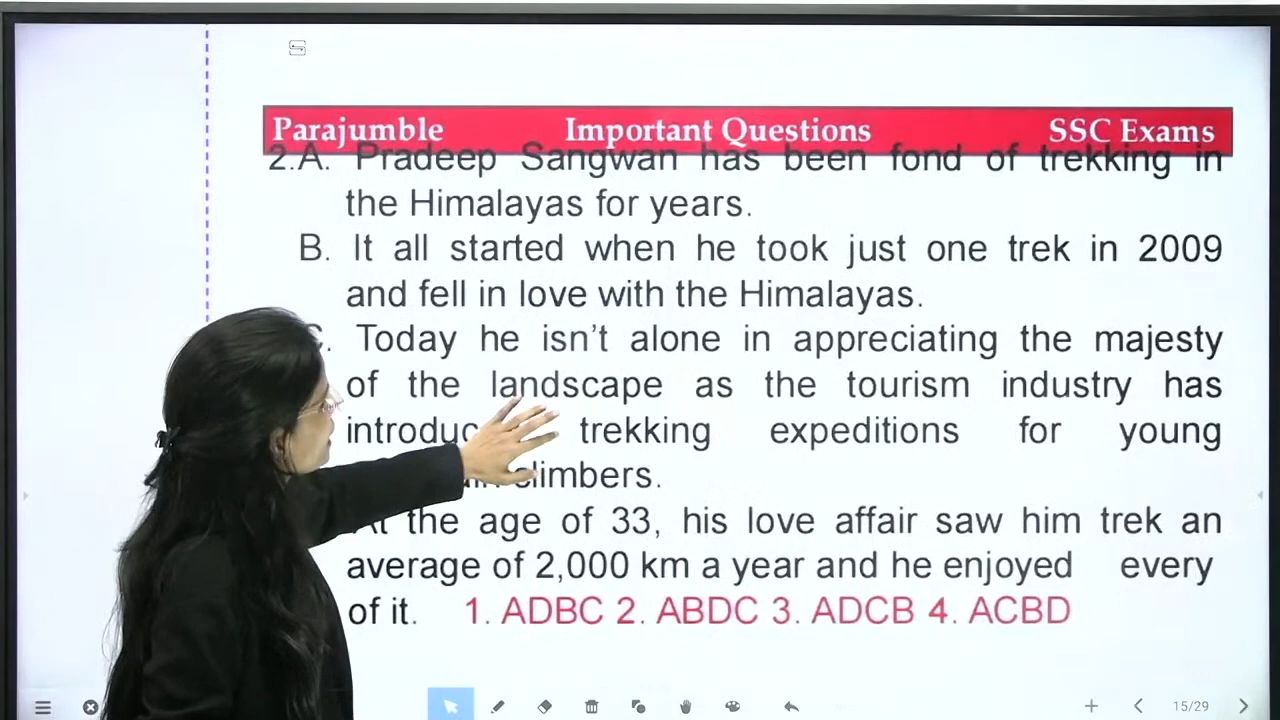 Parajumble Important Questions SSC Exams
2.A. Pradeep Sangwan has been fond of trekking in
the Himalayas for years.
B. It all started when he took just one trek in 2009
and fell in love with the Himalayas.
C. Today he isn't alone in appreciating the majesty
of the landscape as the tourism industry has
trekking expeditions for young
climbers.
At the age of 33, his love affair saw him trek an
average of 2,000 km a year and he enjoyed every
of it. 1. ADBC 2. ABDC 3. ADCB 4. ACBD
15/29